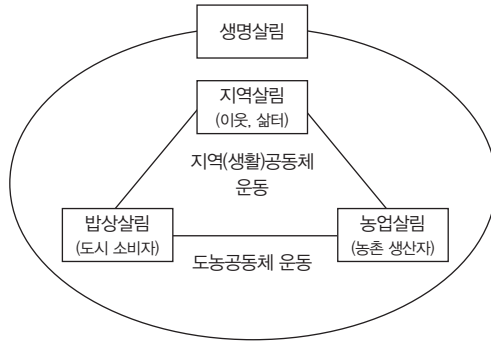 생명살림
지역살림
(이웃, 삶터)
지역(생활)공동체
운동
밥상살림
(도시 소비자)
농업살림
(농촌 생산자)
도농공동체 운동